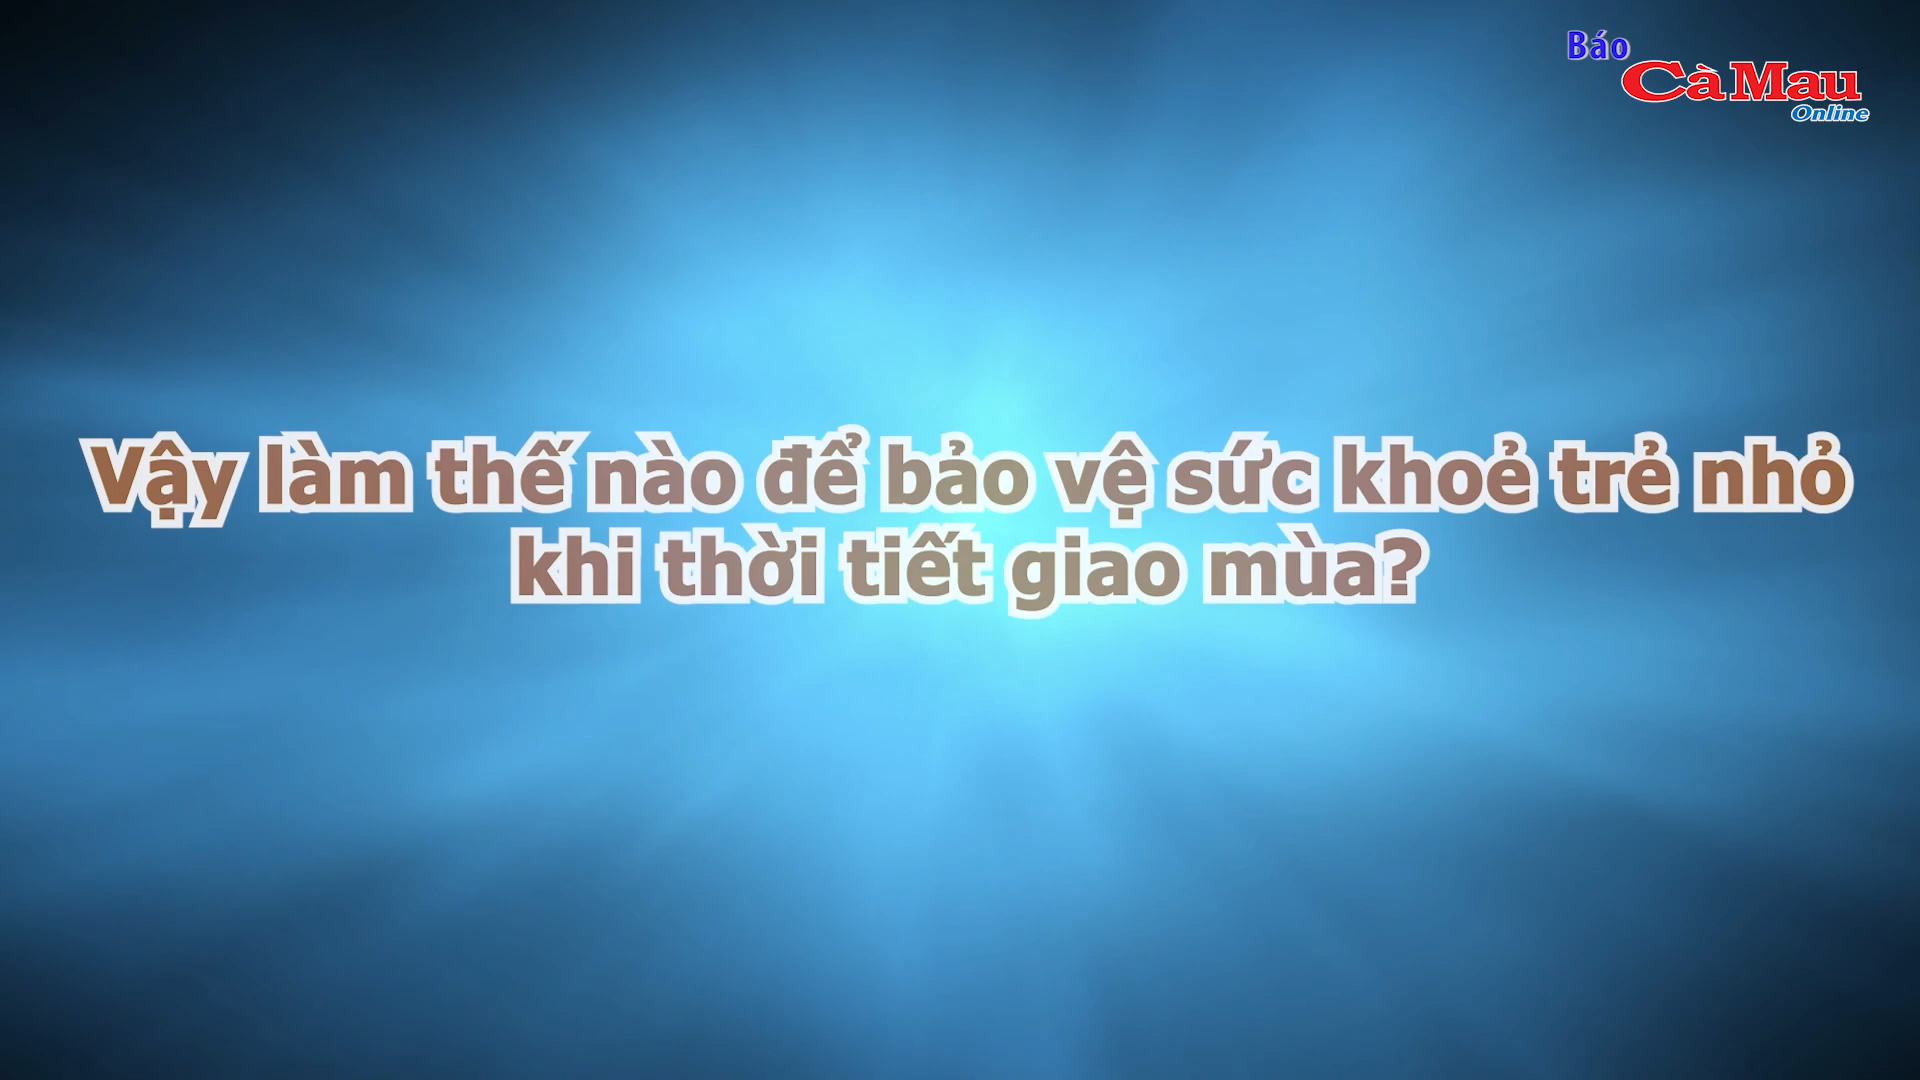 Báo
Cà Mau
Online
Vậy làm thế nào để bảo vệ sức khoẻ trẻ nhỏ
khi thời tiết giao mùa?